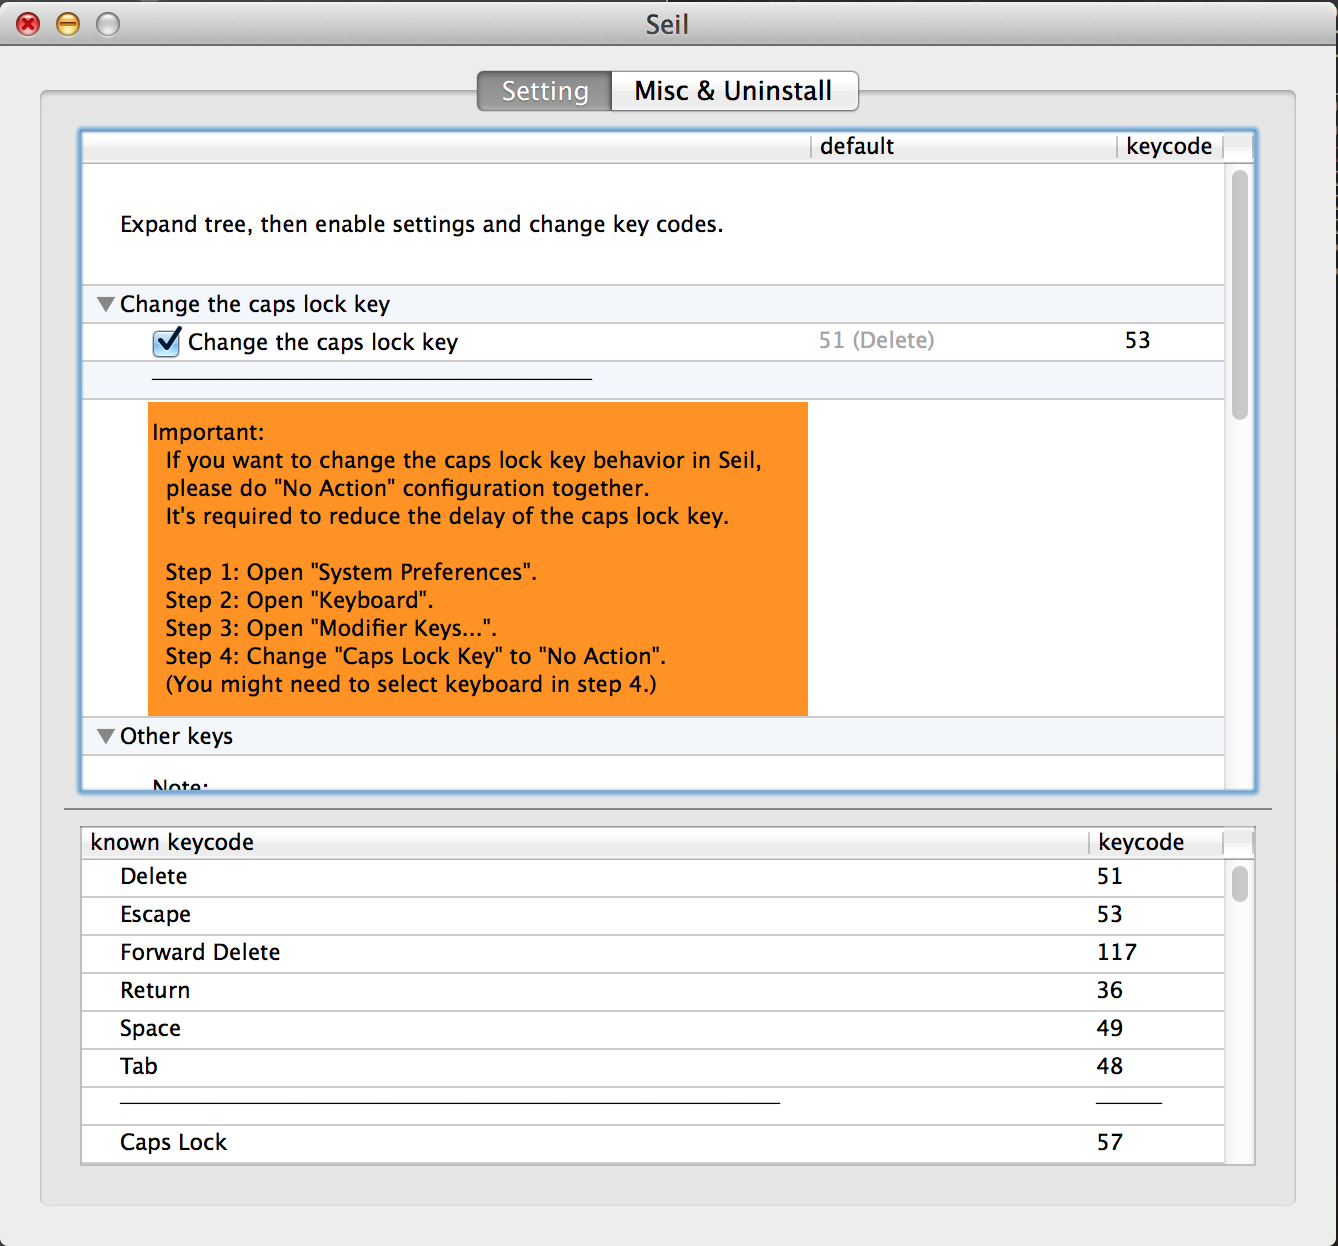 Seil
Setting Misc & Uninstall
default keycode
Expand tree, then enable settings and change key codes.
Change the caps lock key
Change the caps lock key 51 (Delete) 53
Important:
If you want to change the caps lock key behavior in Seil,
please do "No Action" configuration together.
It's required to reduce the delay of the caps lock key.
Step 1: Open "System Preferences".
Step 2: Open "Keyboard".
Step 3: Open "Modifier Keys...".
Step 4: Change "Caps Lock Key" to "No Action".
(You might need to select keyboard in step 4.)
Other keys
Note:
known keycode keycode
Delete 51
Escape 53
Forward Delete 117
Return 36
Space 49
Tab 48
Caps Lock 57